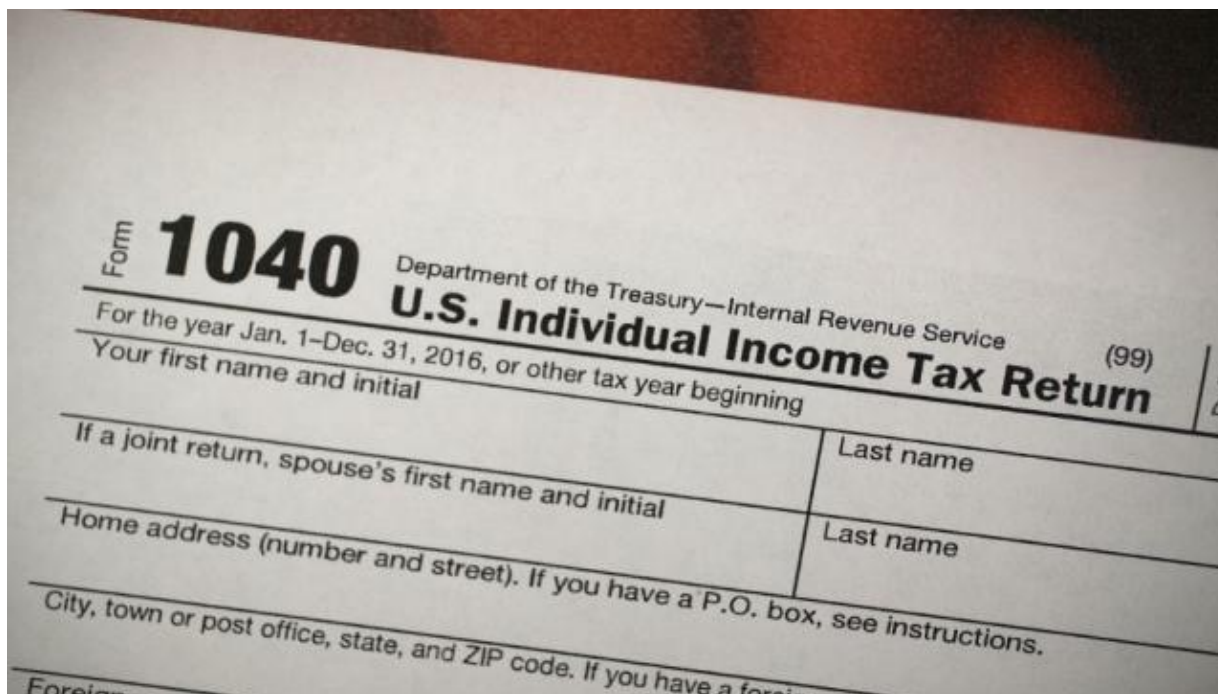 Form 1040
Department of the Treasury—Internal Revenue Service
U.S. Individual Income Tax Return
(99)
For the year Jan. 1–Dec. 31, 2016, or other tax year beginning
Your first name and initial
Last name
If a joint return, spouse's first name and initial
Last name
Home address (number and street). If you have a P.O. box, see instructions.
City, town or post office, state, and ZIP code. If you have a